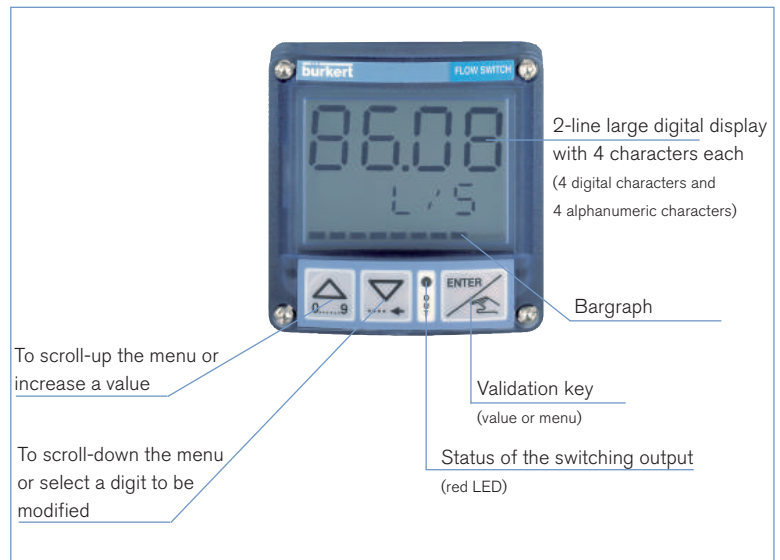 burkert
FLOW SWITCH
86.08
L/S
2-line large digital display
with 4 characters each
(4 digital characters and
4 alphanumeric characters)
Bargraph
0......9
OUT
ENTER
To scroll-up the menu or
increase a value
Validation key
(value or menu)
To scroll-down the menu
or select a digit to be
modified
Status of the switching output
(red LED)